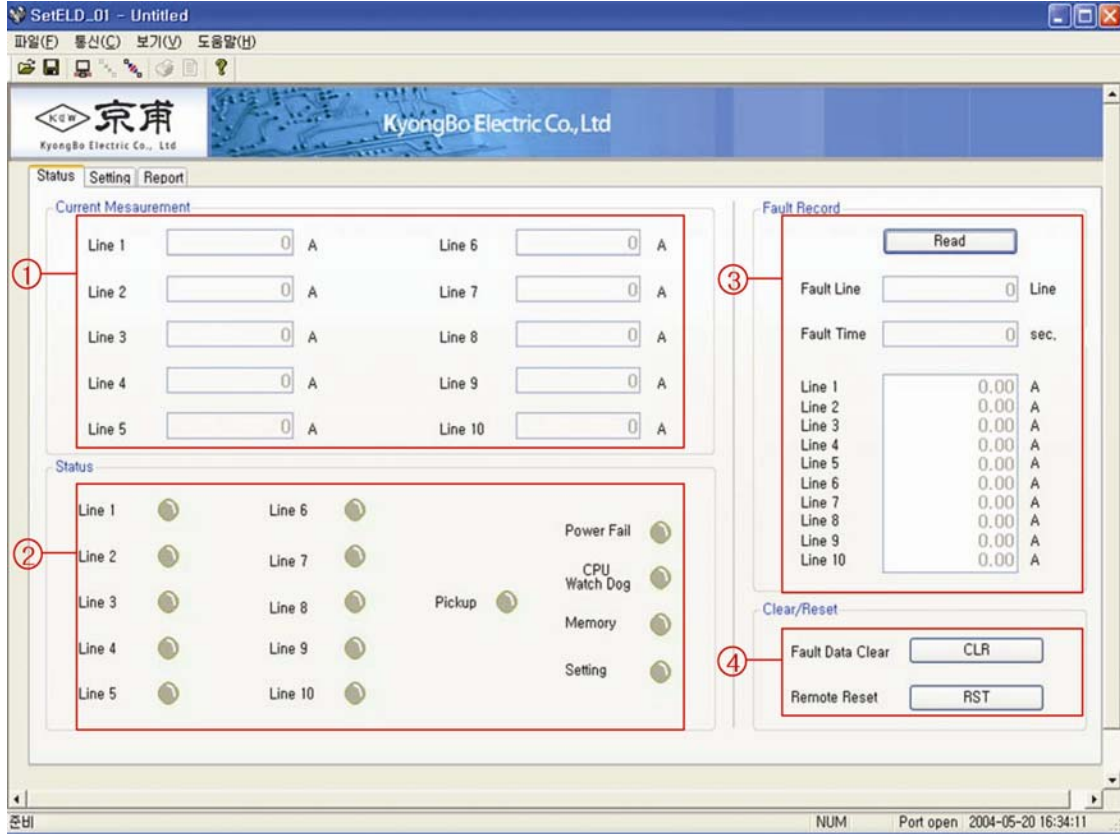 SetELD_01 - Untitled
파일(F) 통신(C) 보기(V) 도움말(H)
KEW 京甫
KyongBo Electric Co., Ltd
KyongBo Electric Co., Ltd
Status Setting Report
Current Mesaurement
Line 1 0 A Line 6 0 A
Line 2 0 A Line 7 0 A
Line 3 0 A Line 8 0 A
Line 4 0 A Line 9 0 A
Line 5 0 A Line 10 0 A
①
Status
Line 1 Line 6
Line 2 Line 7
Line 3 Line 8
Line 4 Line 9
Line 5 Line 10
Pickup
Power Fail
CPU
Watch Dog
Memory
Setting
②
Fault Record
Read
Fault Line 0 Line
Fault Time 0 sec.
Line 1 0.00 A
Line 2 0.00 A
Line 3 0.00 A
Line 4 0.00 A
Line 5 0.00 A
Line 6 0.00 A
Line 7 0.00 A
Line 8 0.00 A
Line 9 0.00 A
Line 10 0.00 A
③
Clear/Reset
Fault Data Clear CLR
Remote Reset RST
④
준비 NUM Port open 2004-05-20 16:34:11